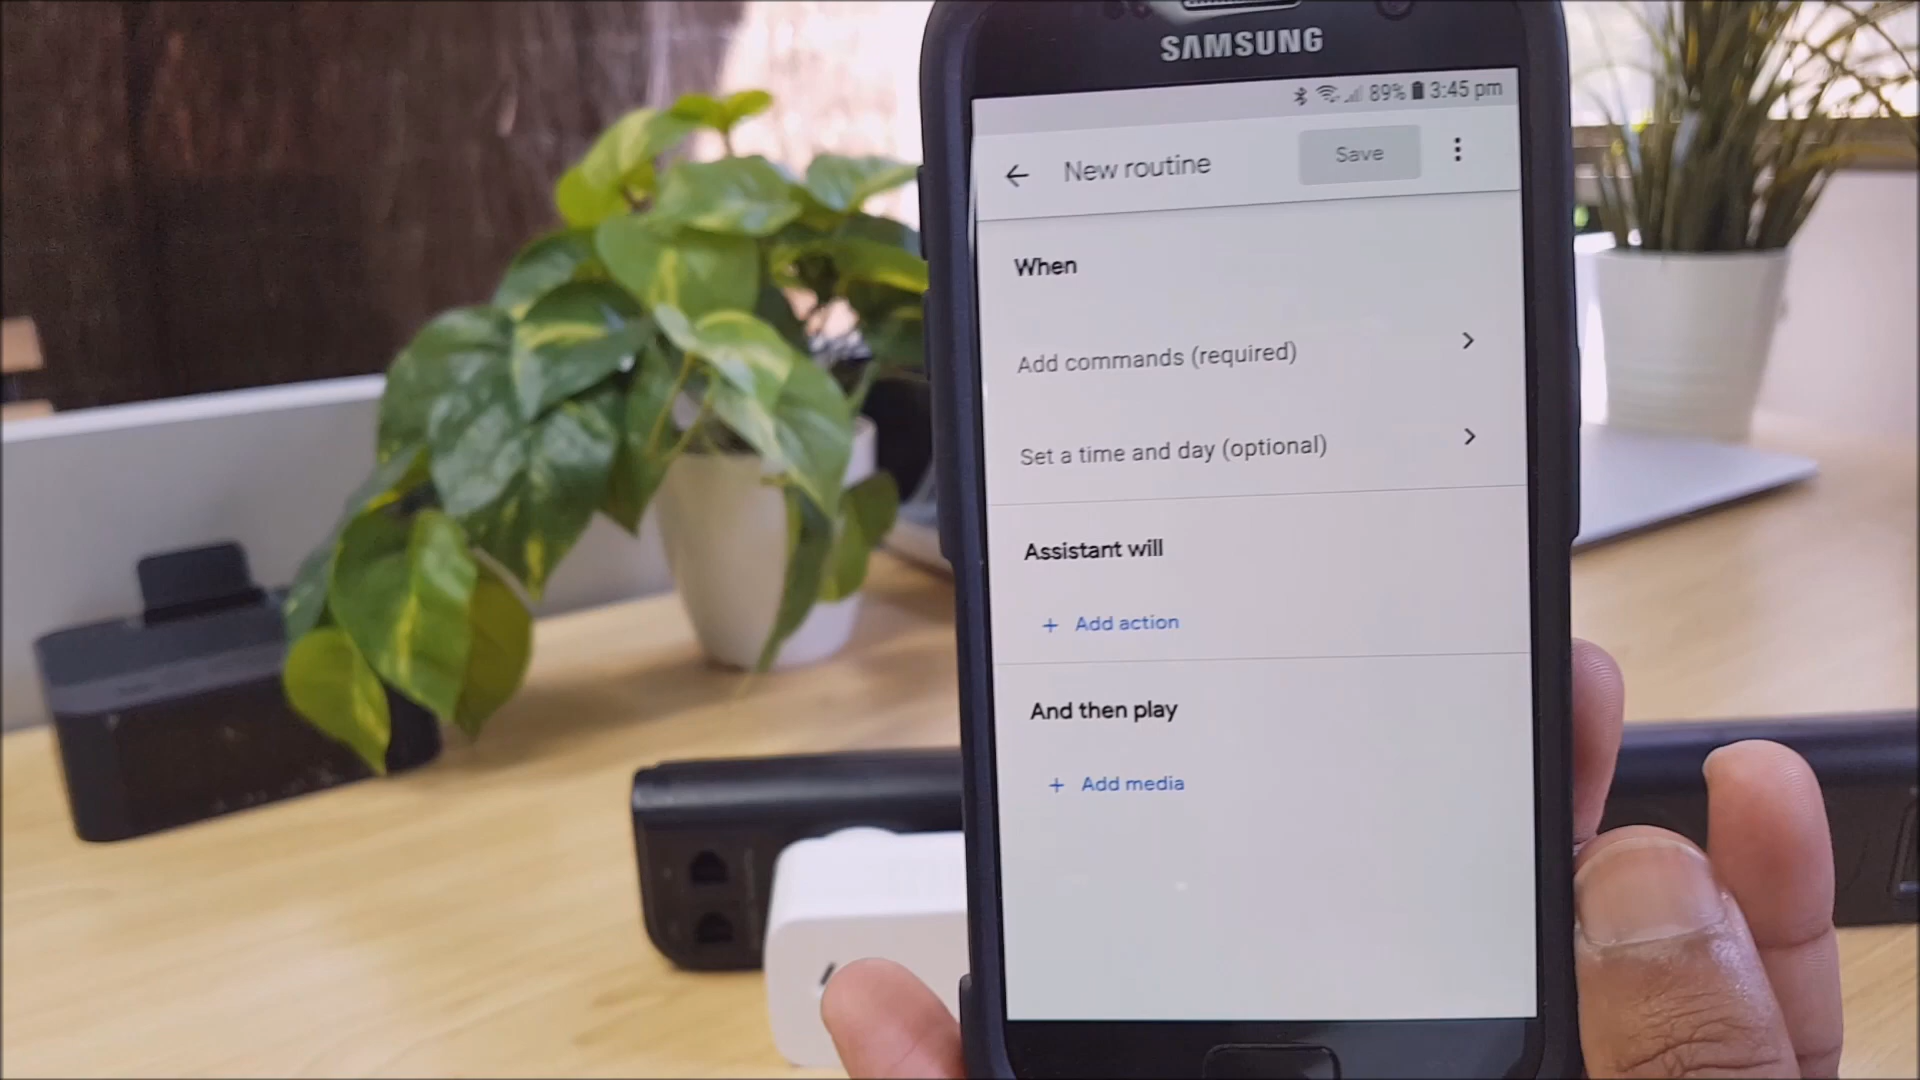 SAMSUNG
89% 3:45 pm
New routine
Save
When
Add commands (required)
Set a time and day (optional)
Assistant will
+ Add action
And then play
+ Add media